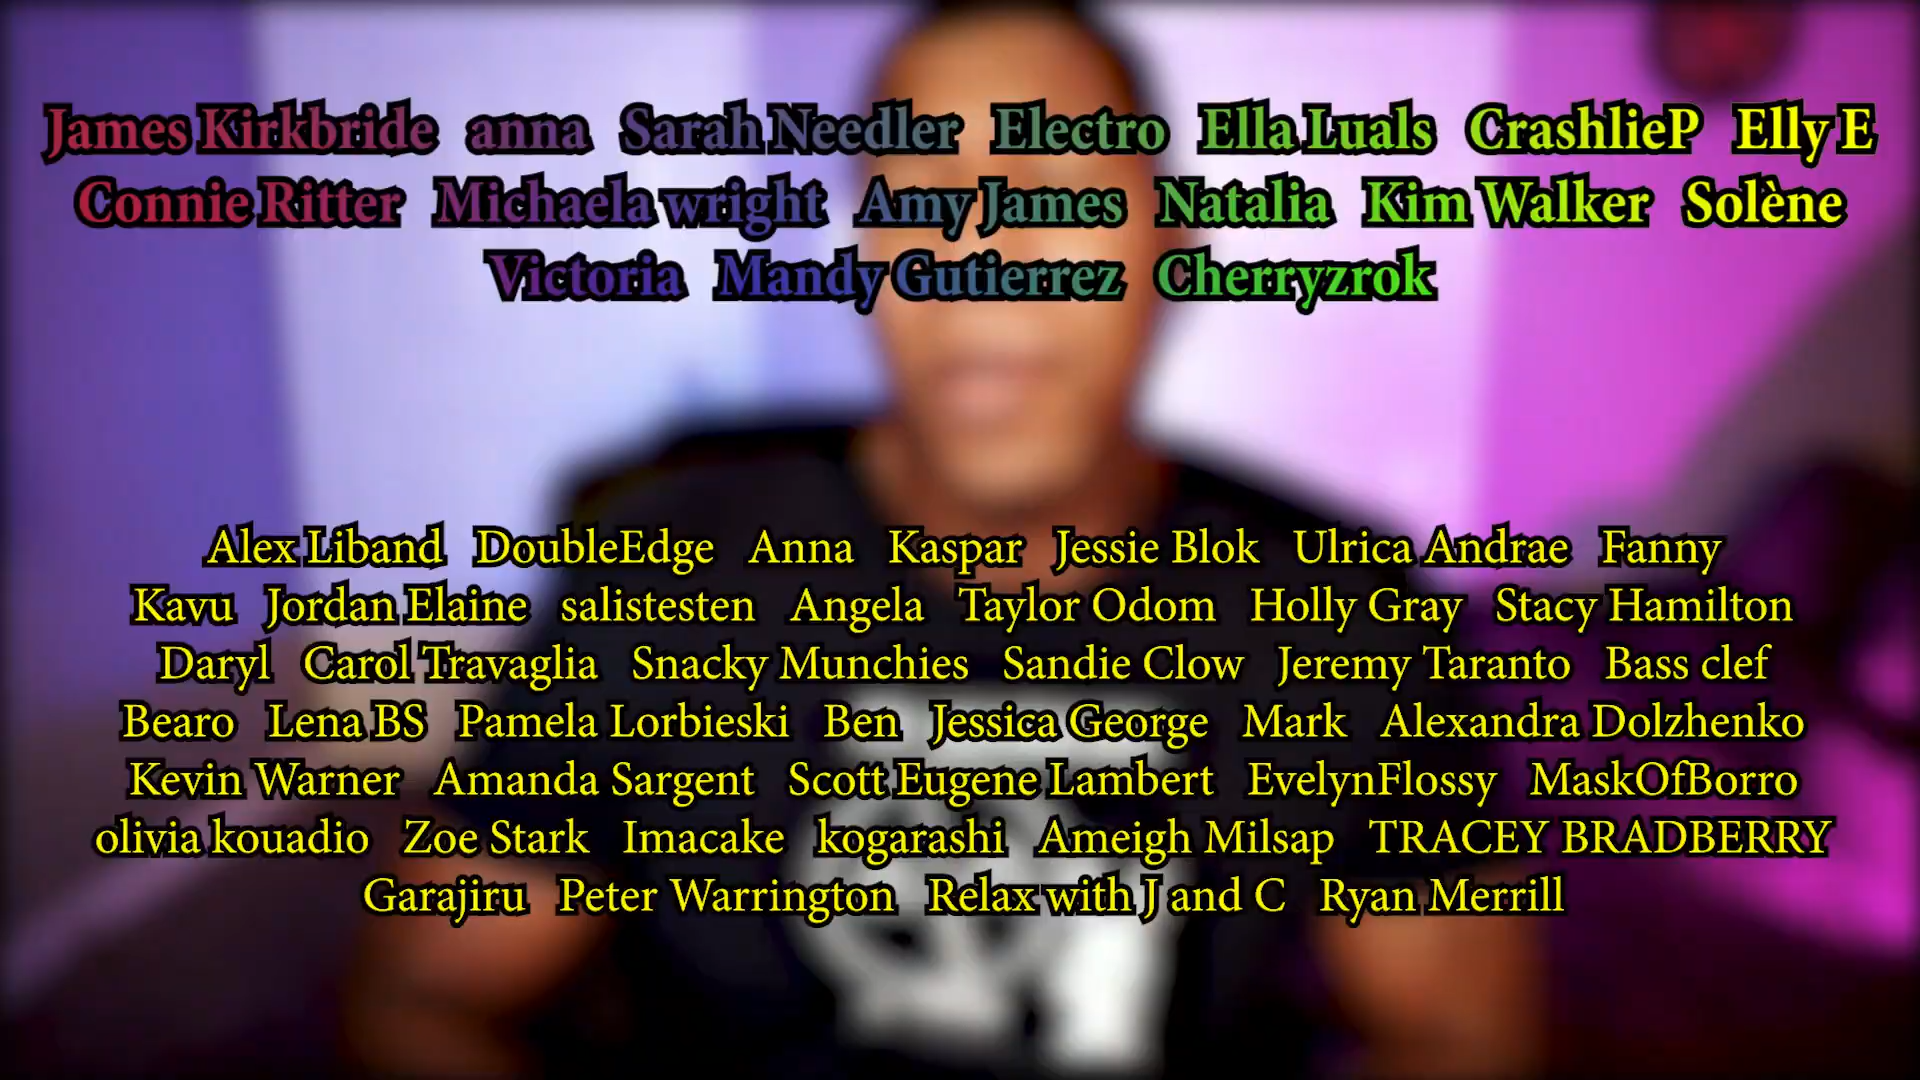 James Kirkbride anna Sarah Needler Electro Ella Luals CrashlieP Elly E
Connie Ritter Michaela wright Amy James Natalia Kim Walker Solène
Victoria Mandy Gutierrez Cherryzrok
Alex Liband DoubleEdge Anna Kaspar Jessie Blok Ulrica Andrae Fanny
Kavu Jordan Elaine salistesten Angela Taylor Odom Holly Gray Stacy Hamilton
Daryl Carol Travaglia Snacky Munchies Sandie Clow Jeremy Taranto Bass clef
Bearo Lena BS Pamela Lorbieski Ben Jessica George Mark Alexandra Dolzhenko
Kevin Warner Amanda Sargent Scott Eugene Lambert EvelynFlossy MaskOfBorro
olivia kouadio Zoe Stark Imacake kogarashi Ameigh Milsap TRACEY BRADBERRY
Garajiru Peter Warrington Relax with J and C Ryan Merrill